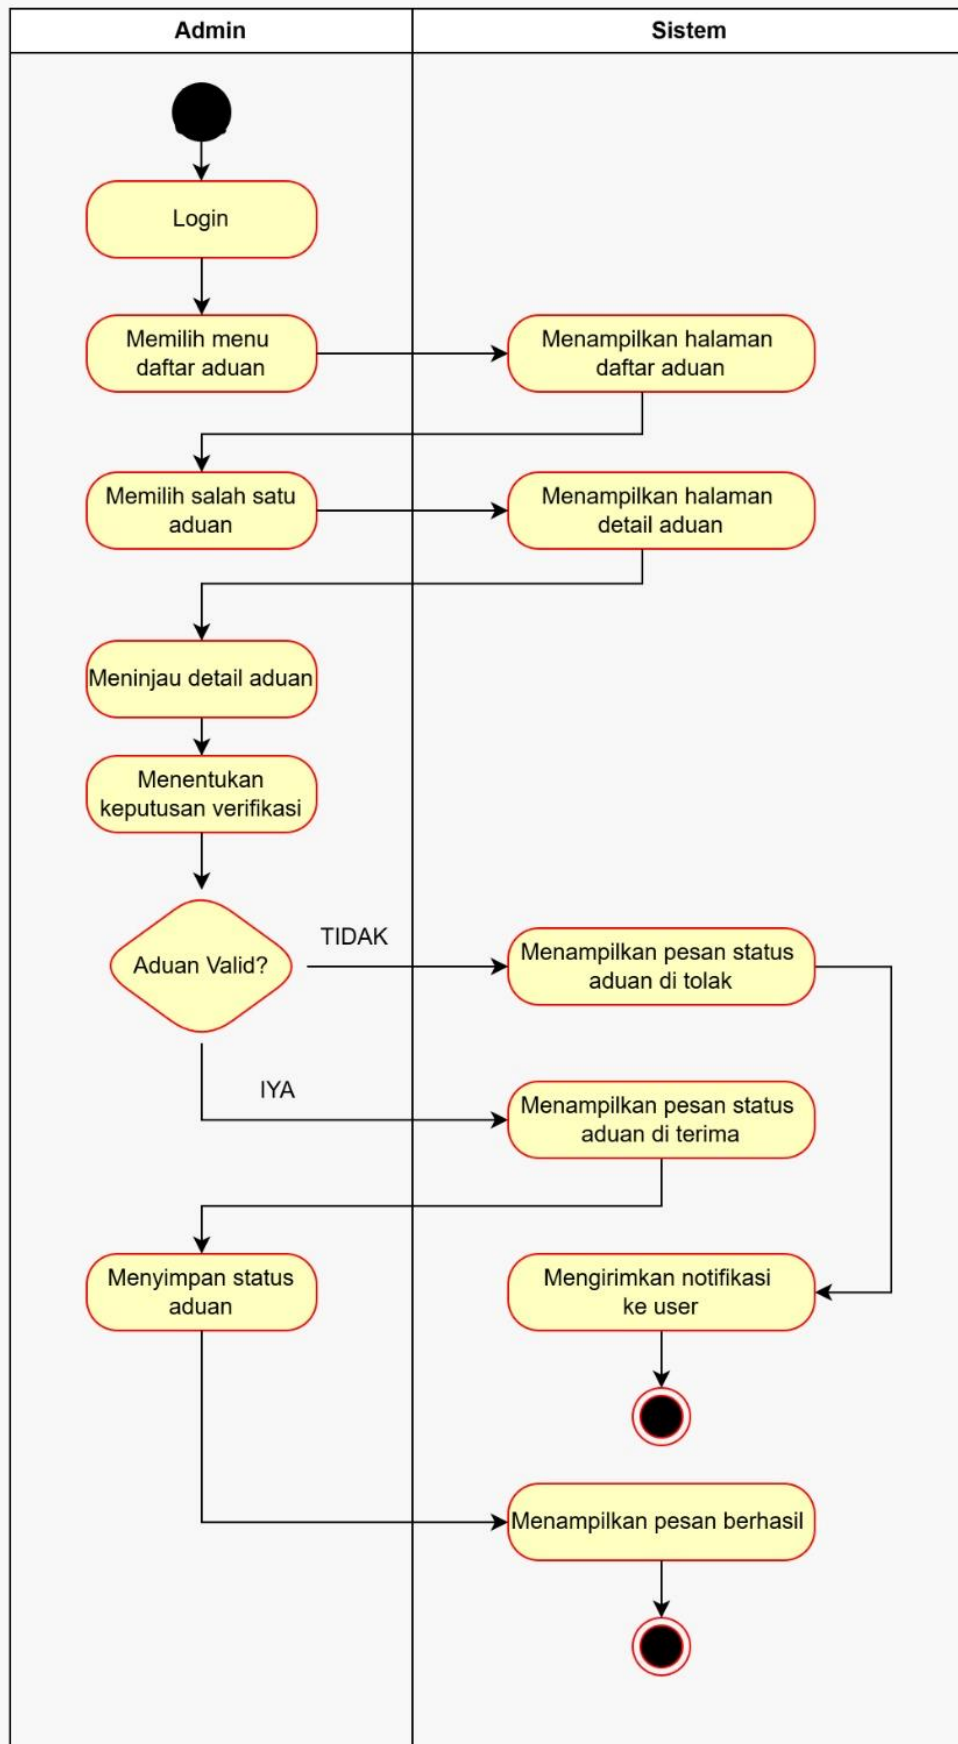 Admin
Sistem
Login
Memilih menu
daftar aduan
Menampilkan halaman
daftar aduan
Memilih salah satu
aduan
Menampilkan halaman
detail aduan
Meninjau detail aduan
Menentukan
keputusan verifikasi
Aduan Valid?
TIDAK
Menampilkan pesan status
aduan di tolak
IYA
Menampilkan pesan status
aduan di terima
Menyimpan status
aduan
Mengirimkan notifikasi
ke user
Menampilkan pesan berhasil